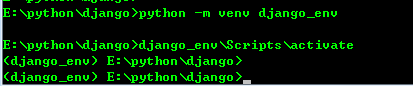 E:\python\django>python -m venv django_env
E:\python\django>django_env\Scripts\activate
(django_env) E:\python\django>
(django_env) E:\python\django>_